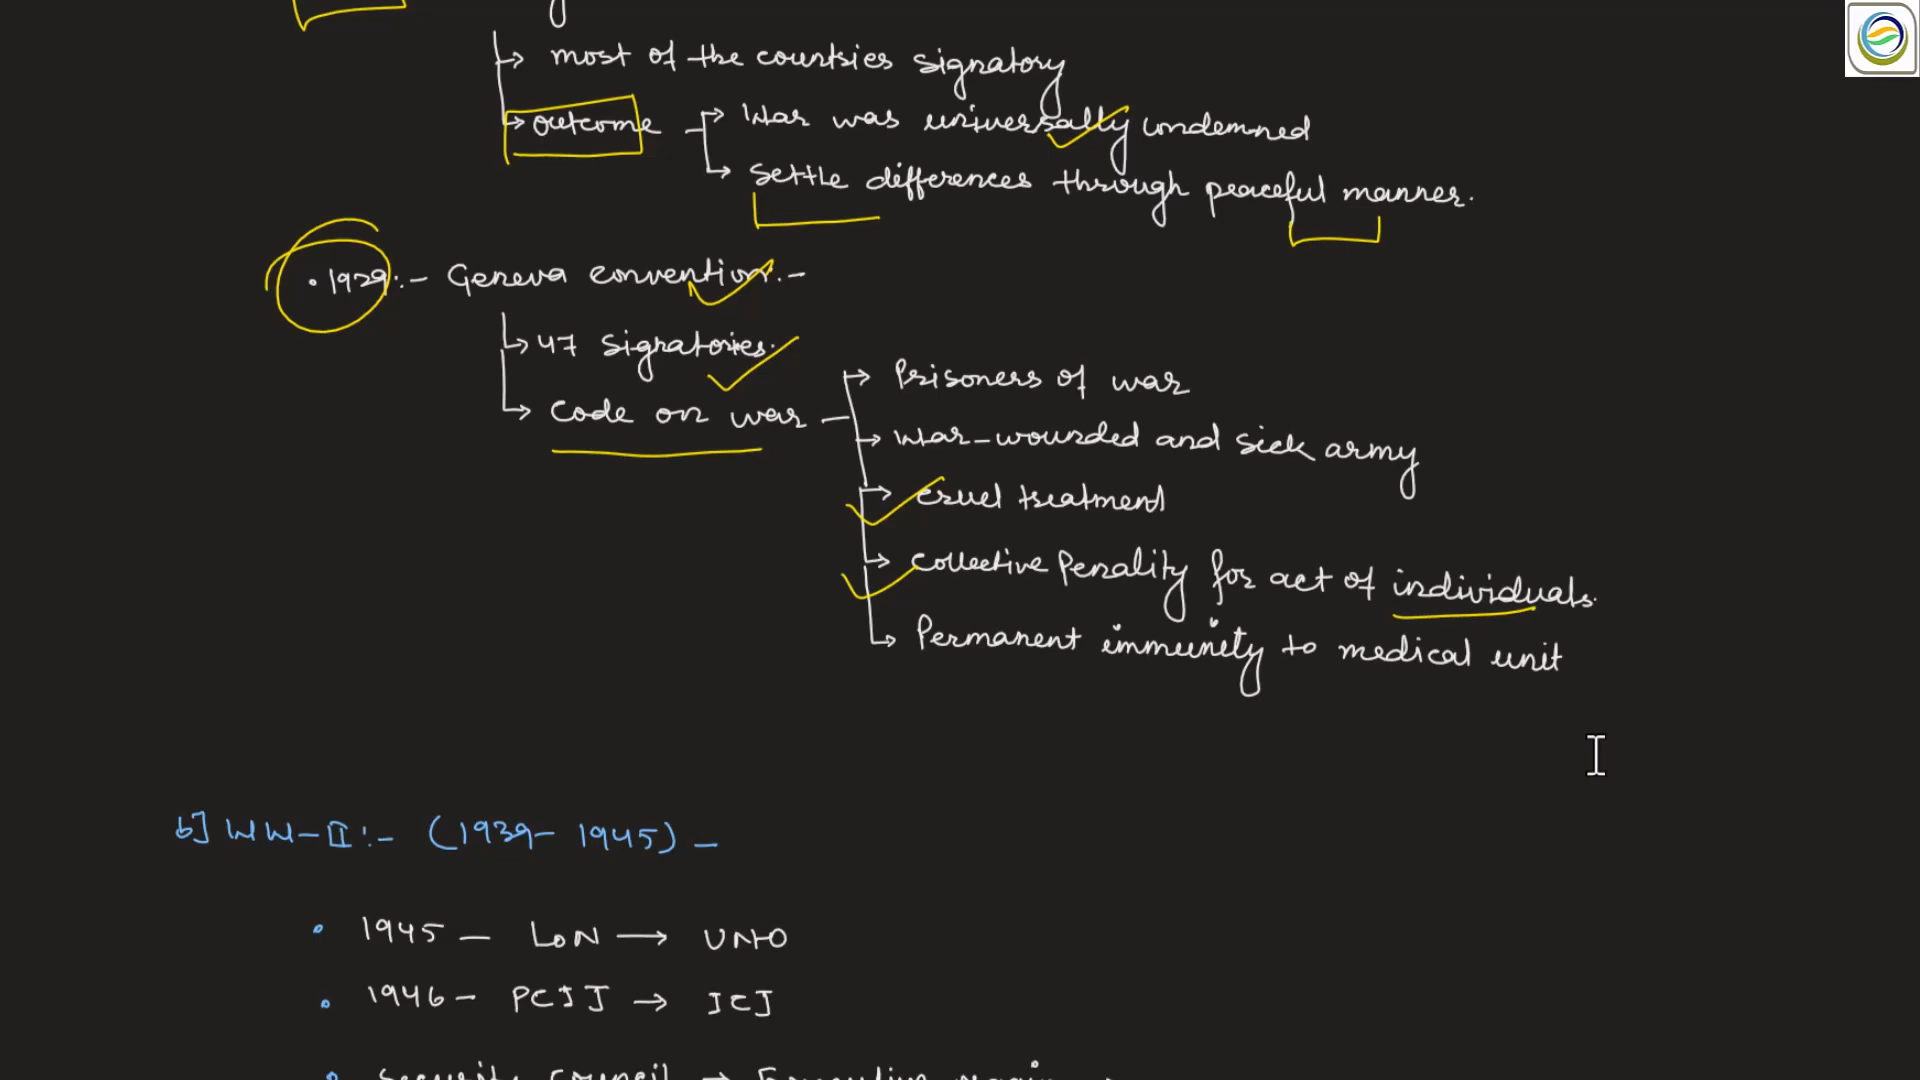 → most of the countries signatory
→ outcome → War was universally condemned
→ settle differences through peaceful manner.
• 1929:- Geneva convention:-
→ 47 signatories.
→ code on war → Prisoners of war
→ War-wounded and sick army
→ cruel treatment
→ collective penality for act of individuals.
→ Permanent immunity to medical unit
b] WW-II:- (1939- 1945) -
• 1945 - LoN → UNO
• 1946 - PCIJ → ICJ
• security council →